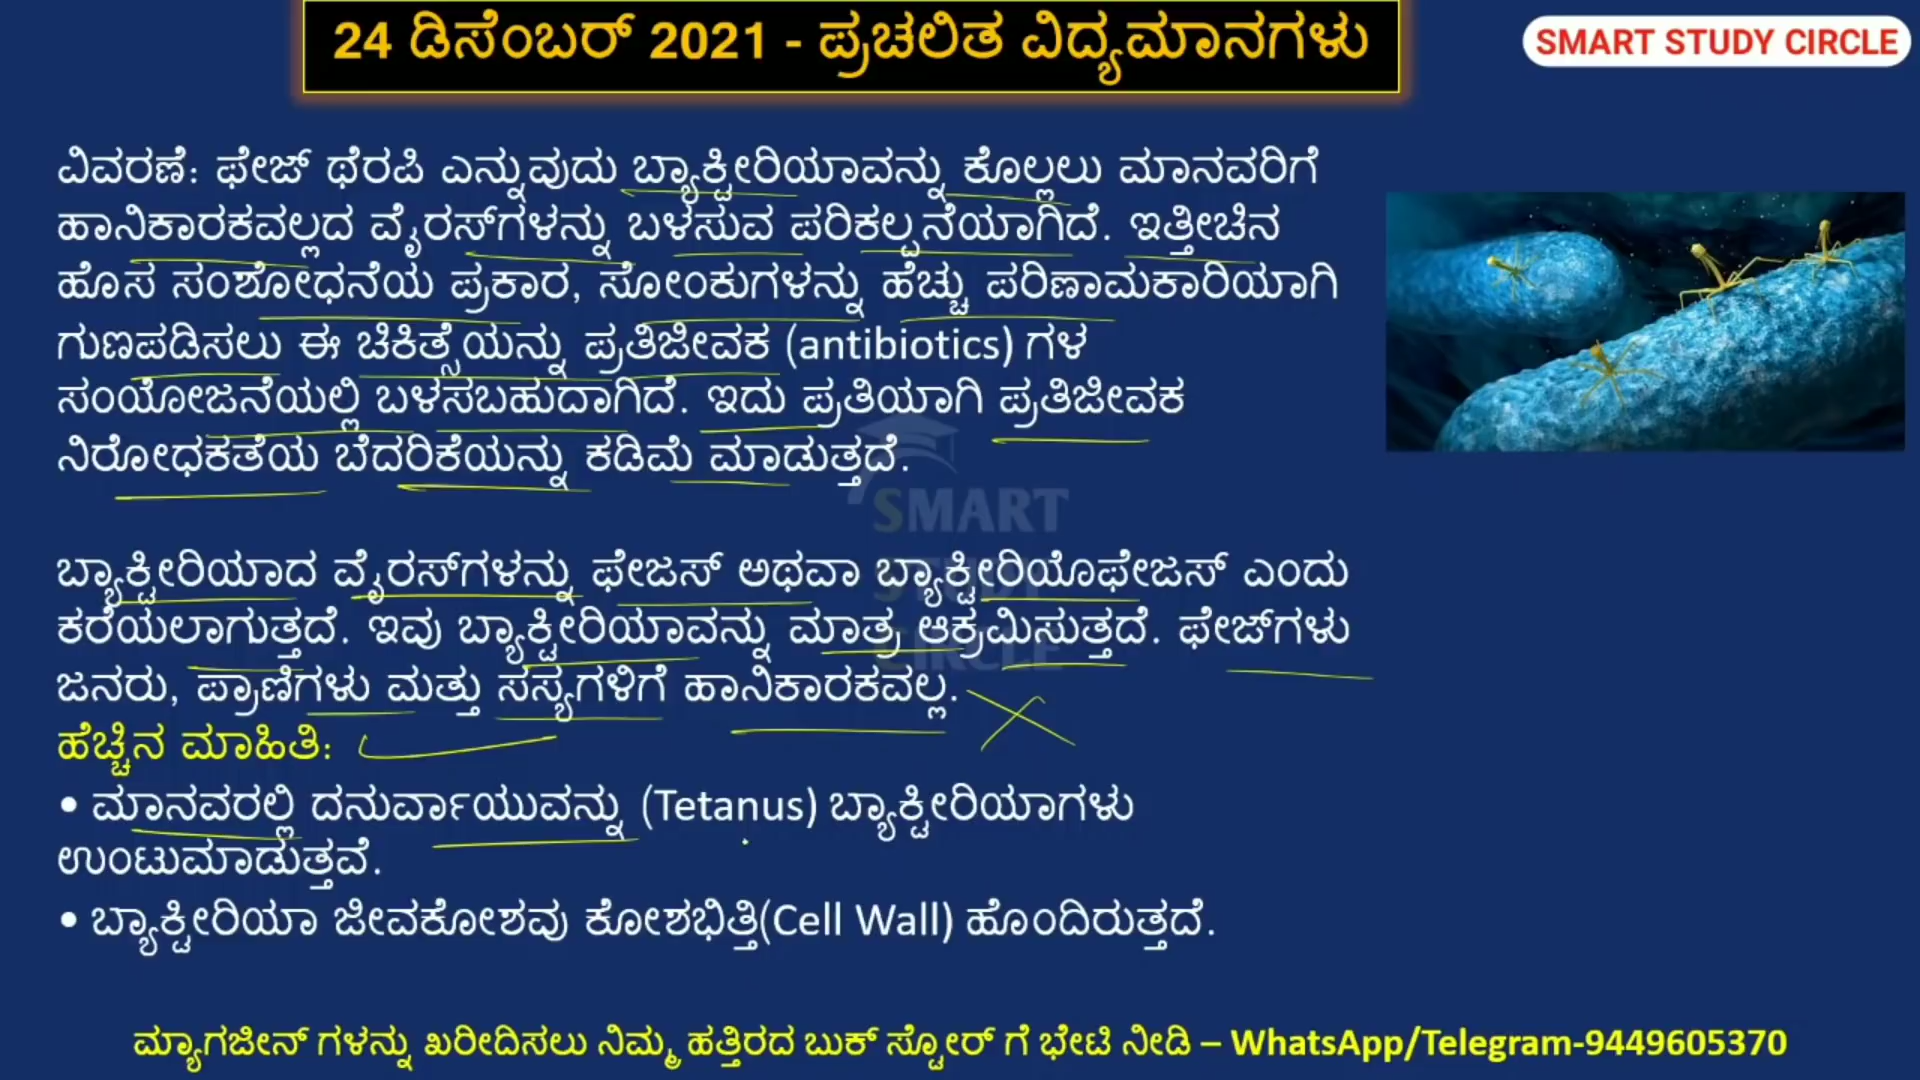 24 ಡಿಸೆಂಬರ್ 2021 - ಪ್ರಚಲಿತ ವಿದ್ಯಮಾನಗಳು
SMART STUDY CIRCLE
ವಿವರಣೆ: ಫೇಜ್ ಥೆರಪಿ ಎನ್ನುವುದು ಬ್ಯಾಕ್ಟೀರಿಯಾವನ್ನು ಕೊಲ್ಲಲು ಮಾನವರಿಗೆ
ಹಾನಿಕಾರಕವಲ್ಲದ ವೈರಸ್‌ಗಳನ್ನು ಬಳಸುವ ಪರಿಕಲ್ಪನೆಯಾಗಿದೆ. ಇತ್ತೀಚಿನ
ಹೊಸ ಸಂಶೋಧನೆಯ ಪ್ರಕಾರ, ಸೋಂಕುಗಳನ್ನು ಹೆಚ್ಚು ಪರಿಣಾಮಕಾರಿಯಾಗಿ
ಗುಣಪಡಿಸಲು ಈ ಚಿಕಿತ್ಸೆಯನ್ನು ಪ್ರತಿಜೀವಕ (antibiotics) ಗಳ
ಸಂಯೋಜನೆಯಲ್ಲಿ ಬಳಸಬಹುದಾಗಿದೆ. ಇದು ಪ್ರತಿಯಾಗಿ ಪ್ರತಿಜೀವಕ
ನಿರೋಧಕತೆಯ ಬೆದರಿಕೆಯನ್ನು ಕಡಿಮೆ ಮಾಡುತ್ತದೆ.
SMART
STUDY
CIRCLE
ಬ್ಯಾಕ್ಟೀರಿಯಾದ ವೈರಸ್‌ಗಳನ್ನು ಫೇಜಸ್ ಅಥವಾ ಬ್ಯಾಕ್ಟೀರಿಯೊಫೇಜಸ್ ಎಂದು
ಕರೆಯಲಾಗುತ್ತದೆ. ಇವು ಬ್ಯಾಕ್ಟೀರಿಯಾವನ್ನು ಮಾತ್ರ ಆಕ್ರಮಿಸುತ್ತದೆ. ಫೇಜ್‌ಗಳು
ಜನರು, ಪ್ರಾಣಿಗಳು ಮತ್ತು ಸಸ್ಯಗಳಿಗೆ ಹಾನಿಕಾರಕವಲ್ಲ.
ಹೆಚ್ಚಿನ ಮಾಹಿತಿ:
• ಮಾನವರಲ್ಲಿ ದನುರ್ವಾಯುವನ್ನು (Tetanus) ಬ್ಯಾಕ್ಟೀರಿಯಾಗಳು
ಉಂಟುಮಾಡುತ್ತವೆ.
• ಬ್ಯಾಕ್ಟೀರಿಯಾ ಜೀವಕೋಶವು ಕೋಶಭಿತ್ತಿ(Cell Wall) ಹೊಂದಿರುತ್ತದೆ.
ಮ್ಯಾಗಜೀನ್ ಗಳನ್ನು ಖರೀದಿಸಲು ನಿಮ್ಮ ಹತ್ತಿರದ ಬುಕ್ ಸ್ಟೋರ್ ಗೆ ಭೇಟಿ ನೀಡಿ – WhatsApp/Telegram-9449605370